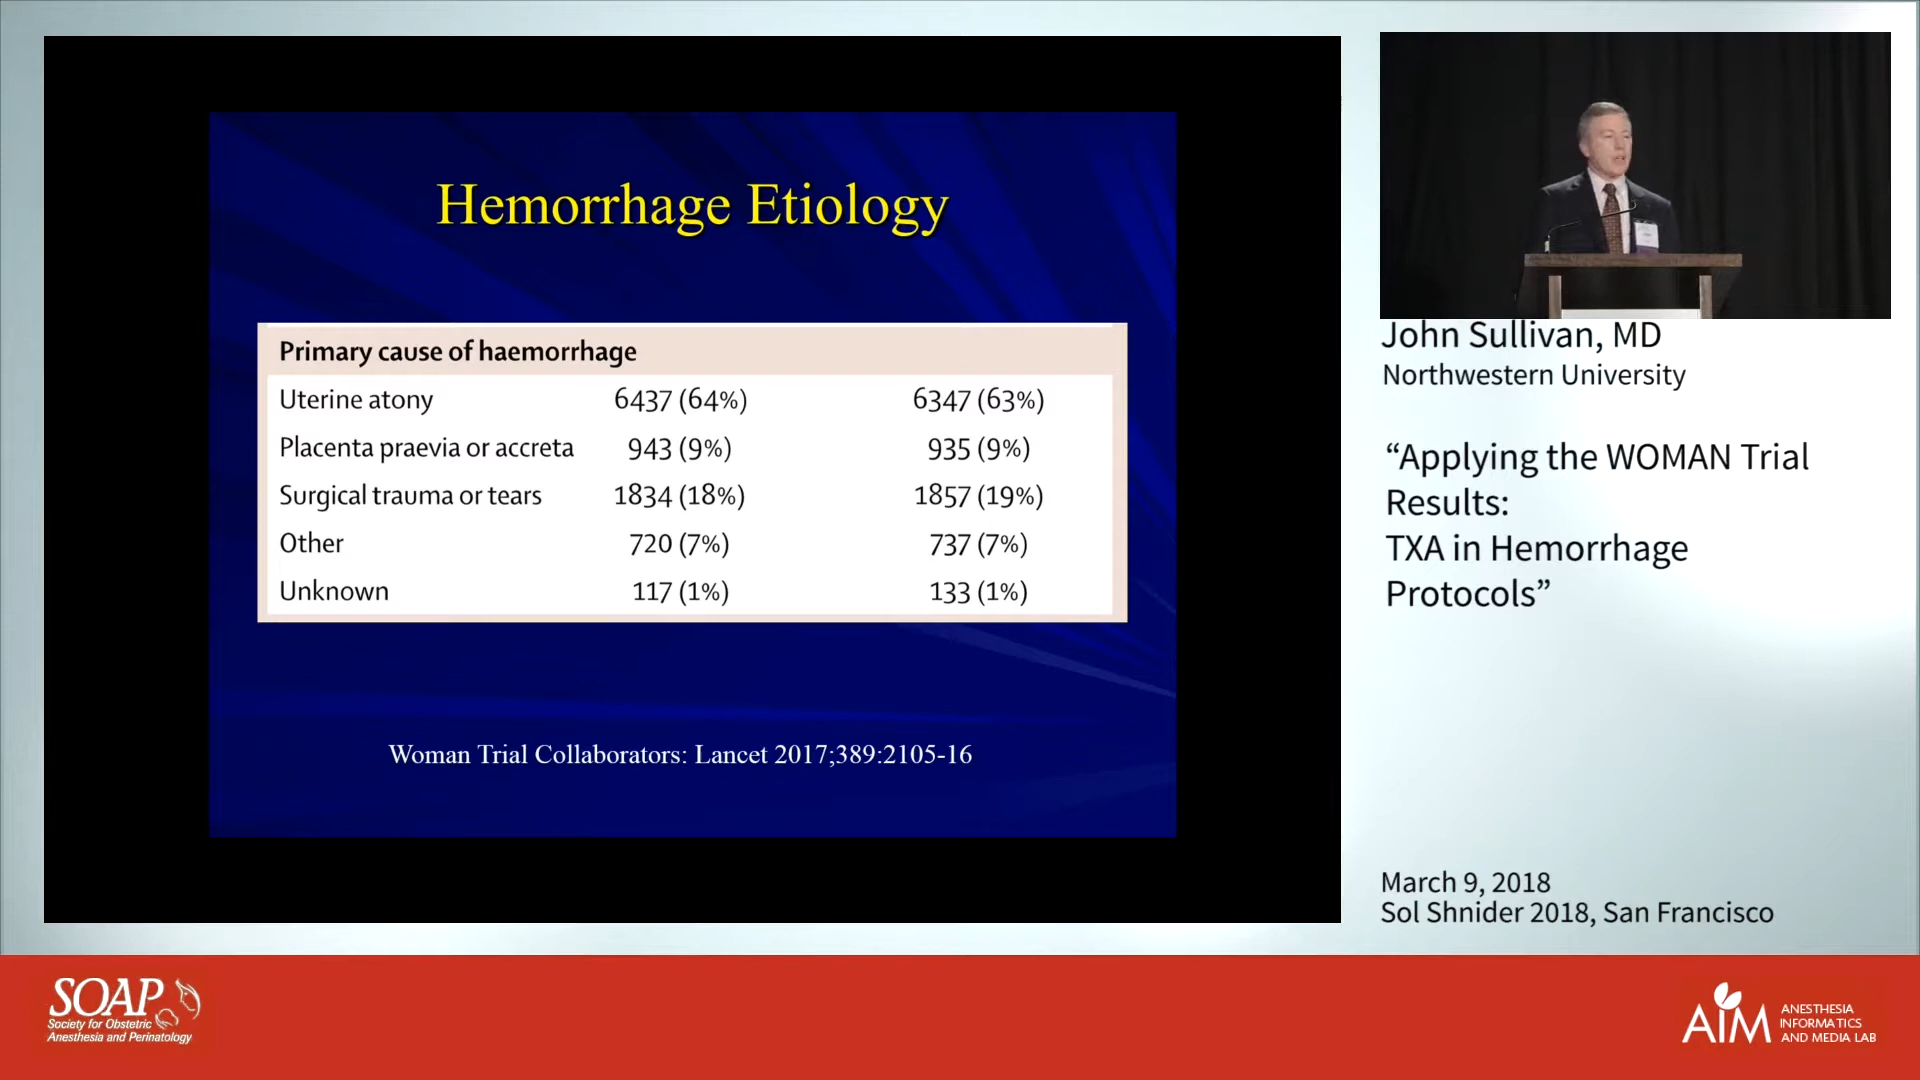 Hemorrhage Etiology
Primary cause of haemorrhage
Uterine atony 6437 (64%) 6347 (63%)
Placenta praevia or accreta 943 (9%) 935 (9%)
Surgical trauma or tears 1834 (18%) 1857 (19%)
Other 720 (7%) 737 (7%)
Unknown 117 (1%) 133 (1%)
Woman Trial Collaborators: Lancet 2017;389:2105-16
John Sullivan, MD
Northwestern University
“Applying the WOMAN Trial
Results:
TXA in Hemorrhage
Protocols”
March 9, 2018
Sol Shnider 2018, San Francisco
SOAP
Society for Obstetric
Anesthesia and Perinatology
AIM
ANESTHESIA
INFORMATICS
AND MEDIA LAB